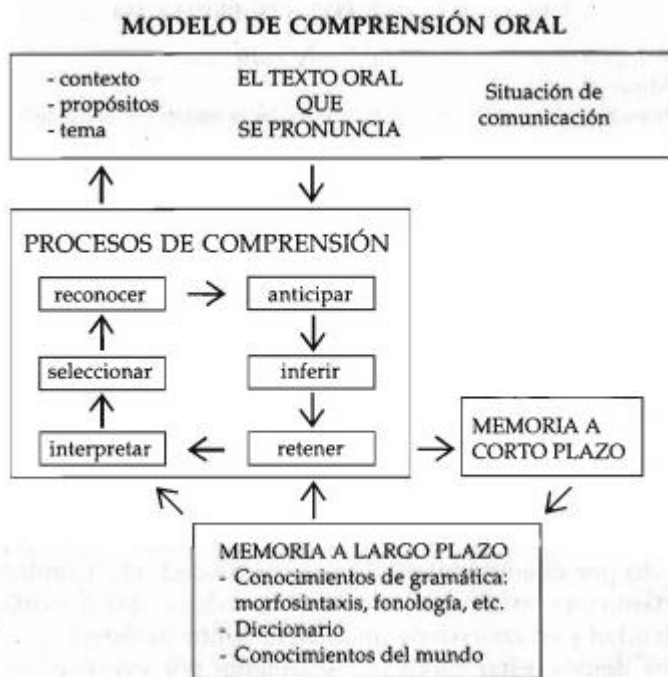 MODELO DE COMPRENSIÓN ORAL
- contexto
- propósitos
- tema
EL TEXTO ORAL
QUE
SE PRONUNCIA
Situación de
comunicación
PROCESOS DE COMPRENSIÓN
reconocer
anticipar
seleccionar
inferir
interpretar
retener
MEMORIA A
CORTO PLAZO
MEMORIA A LARGO PLAZO
- Conocimientos de gramática:
morfosintaxis, fonología, etc.
- Diccionario
- Conocimientos del mundo